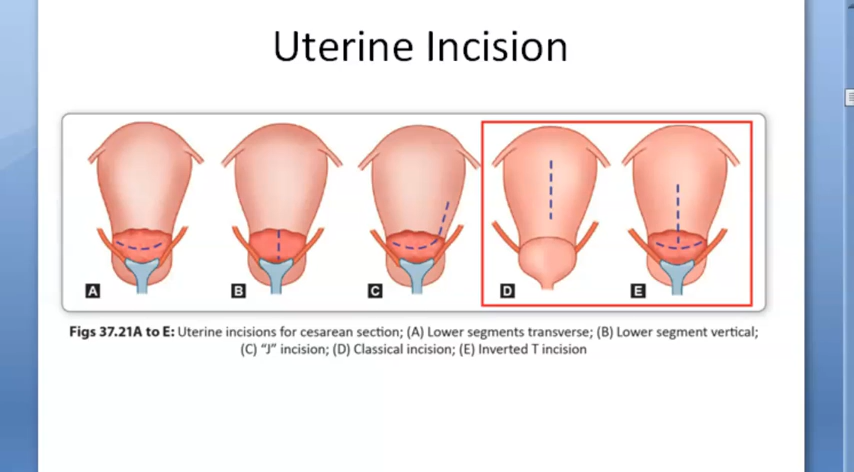 Uterine Incision
A
B
C
D
E
Figs 37.21A to E: Uterine incisions for cesarean section; (A) Lower segments transverse; (B) Lower segment vertical;
(C) “J” incision; (D) Classical incision; (E) Inverted T incision